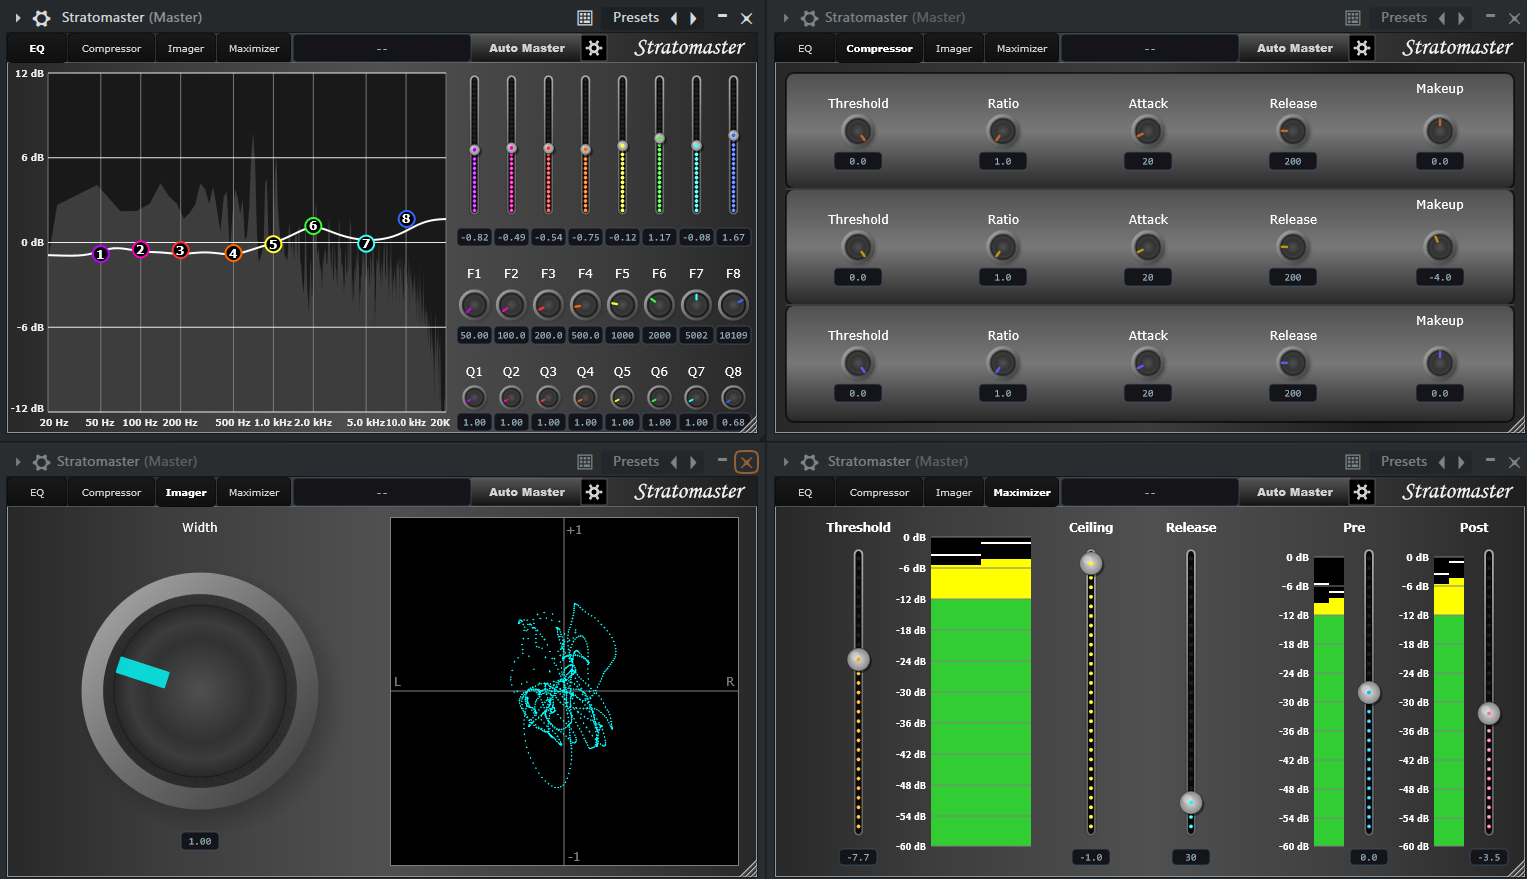 Stratomaster (Master)
Presets
EQ Compressor Imager Maximizer -- Auto Master Stratomaster
12 dB
6 dB
0 dB
-6 dB
-12 dB
1 2 3 4 5 6 7 8
20 Hz 50 Hz 100 Hz 200 Hz 500 Hz 1.0 kHz 2.0 kHz 5.0 kHz 10.0 kHz 20K
-0.82 -0.49 -0.54 -0.75 -0.12 1.17 -0.08 1.67
F1 F2 F3 F4 F5 F6 F7 F8
50.00 100.0 200.0 500.0 1000 2000 5002 10109
Q1 Q2 Q3 Q4 Q5 Q6 Q7 Q8
1.00 1.00 1.00 1.00 1.00 1.00 1.00 0.68
Stratomaster (Master)
Presets
EQ Compressor Imager Maximizer -- Auto Master Stratomaster
Threshold Ratio Attack Release Makeup
0.0 1.0 20 200 0.0
Threshold Ratio Attack Release Makeup
0.0 1.0 20 200 -4.0
Threshold Ratio Attack Release Makeup
0.0 1.0 20 200 0.0
Stratomaster (Master)
Presets
EQ Compressor Imager Maximizer -- Auto Master Stratomaster
Width
1.00
+1
L R
-1
Stratomaster (Master)
Presets
EQ Compressor Imager Maximizer -- Auto Master Stratomaster
Threshold Ceiling Release Pre Post
0 dB
-6 dB
-12 dB
-18 dB
-24 dB
-30 dB
-36 dB
-42 dB
-48 dB
-54 dB
-60 dB
0 dB
-6 dB
-12 dB
-18 dB
-24 dB
-30 dB
-36 dB
-42 dB
-48 dB
-54 dB
-60 dB
0 dB
-6 dB
-12 dB
-18 dB
-24 dB
-30 dB
-36 dB
-42 dB
-48 dB
-54 dB
-60 dB
-7.7 -1.0 30 0.0 -3.5